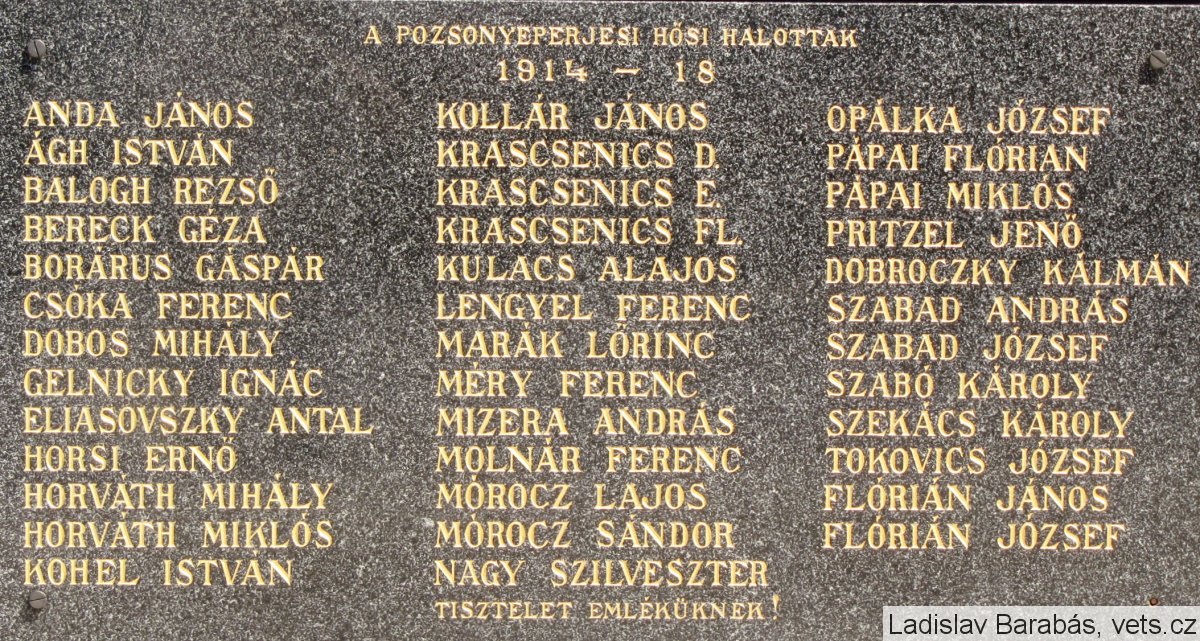 A POZSONYEPERJESI HŐSI HALOTTAK
1914 – 18
ANDA JÁNOS
ÁGH ISTVÁN
BALOGH REZSŐ
BERECK GÉZA
BORÁRUS GÁSPÁR
CSÓKA FERENC
DOBOS MIHÁLY
GELNICKY IGNÁC
ELIASOVSZKY ANTAL
HORSI ERNŐ
HORVÁTH MIHÁLY
HORVÁTH MIKLÓS
KOHEL ISTVÁN
KOLLÁR JÁNOS
KRASCSENICS D.
KRASCSENICS E.
KRASCSENICS FL.
KULACS ALAJOS
LENGYEL FERENC
MARÁK LŐRINC
MÉRY FERENC
MIZERA ANDRÁS
MOLNÁR FERENC
MÓROCZ LAJOS
MÓROCZ SÁNDOR
NAGY SZILVESZTER
OPÁLKA JÓZSEF
PÁPAI FLÓRIÁN
PÁPAI MIKLÓS
PRITZEL JENŐ
DOBROCZKY KÁLMÁN
SZABAD ANDRÁS
SZABAD JÓZSEF
SZABÓ KÁROLY
SZEKÁCS KÁROLY
TOKOVICS JÓZSEF
FLÓRIÁN JÁNOS
FLÓRIÁN JÓZSEF
TISZTELET EMLÉKÜKNEK!
Ladislav Barabás, vets.cz